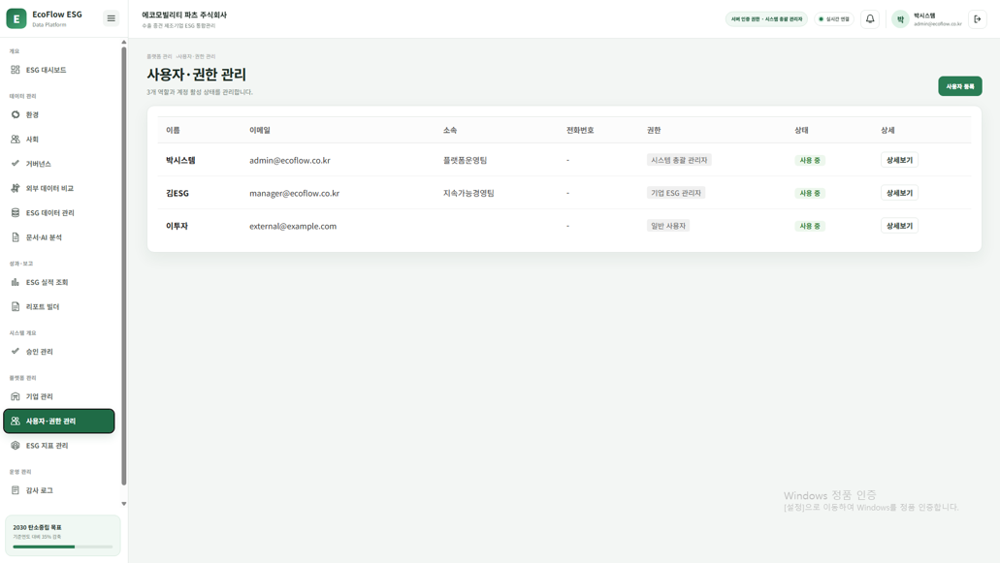 E
EcoFlow ESG
Data Platform
개요
ESG 대시보드
데이터 관리
환경
사회
거버넌스
외부 데이터 비교
ESG 데이터 관리
문서·AI 분석
성과·보고
ESG 실적 조회
리포트 빌더
시스템 개요
승인 관리
플랫폼 관리
기업 관리
사용자·권한 관리
ESG 지표 관리
운영 관리
감사 로그
2030 탄소중립 목표
기준연도 대비 35% 감축
에코모빌리티 파츠 주식회사
수출 중견 제조기업 ESG 통합관리
서버 인증 권한 · 시스템 총괄 관리자
실시간 연결
박
박시스템
admin@ecoflow.co.kr
플랫폼 관리 · 사용자·권한 관리
사용자·권한 관리
3개 역할과 계정 활성 상태를 관리합니다.
사용자 등록
이름 이메일 소속 전화번호 권한 상태 상세
박시스템 admin@ecoflow.co.kr 플랫폼운영팀 - 시스템 총괄 관리자 사용 중 상세보기
김ESG manager@ecoflow.co.kr 지속가능경영팀 - 기업 ESG 관리자 사용 중 상세보기
이투자 external@example.com - 일반 사용자 사용 중 상세보기
Windows 정품 인증
[설정]으로 이동하여 Windows를 정품 인증합니다.